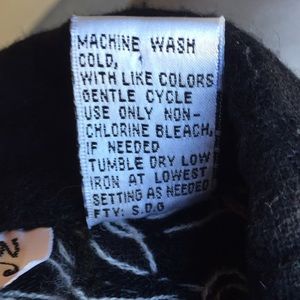 MACHINE WASH
COLD,
WITH LIKE COLORS
GENTLE CYCLE
USE ONLY NON-
CHLORINE BLEACH,
IF NEEDED
TUMBLE DRY LOW
IRON AT LOWEST
SETTING AS NEEDED
FTY: S.D.G